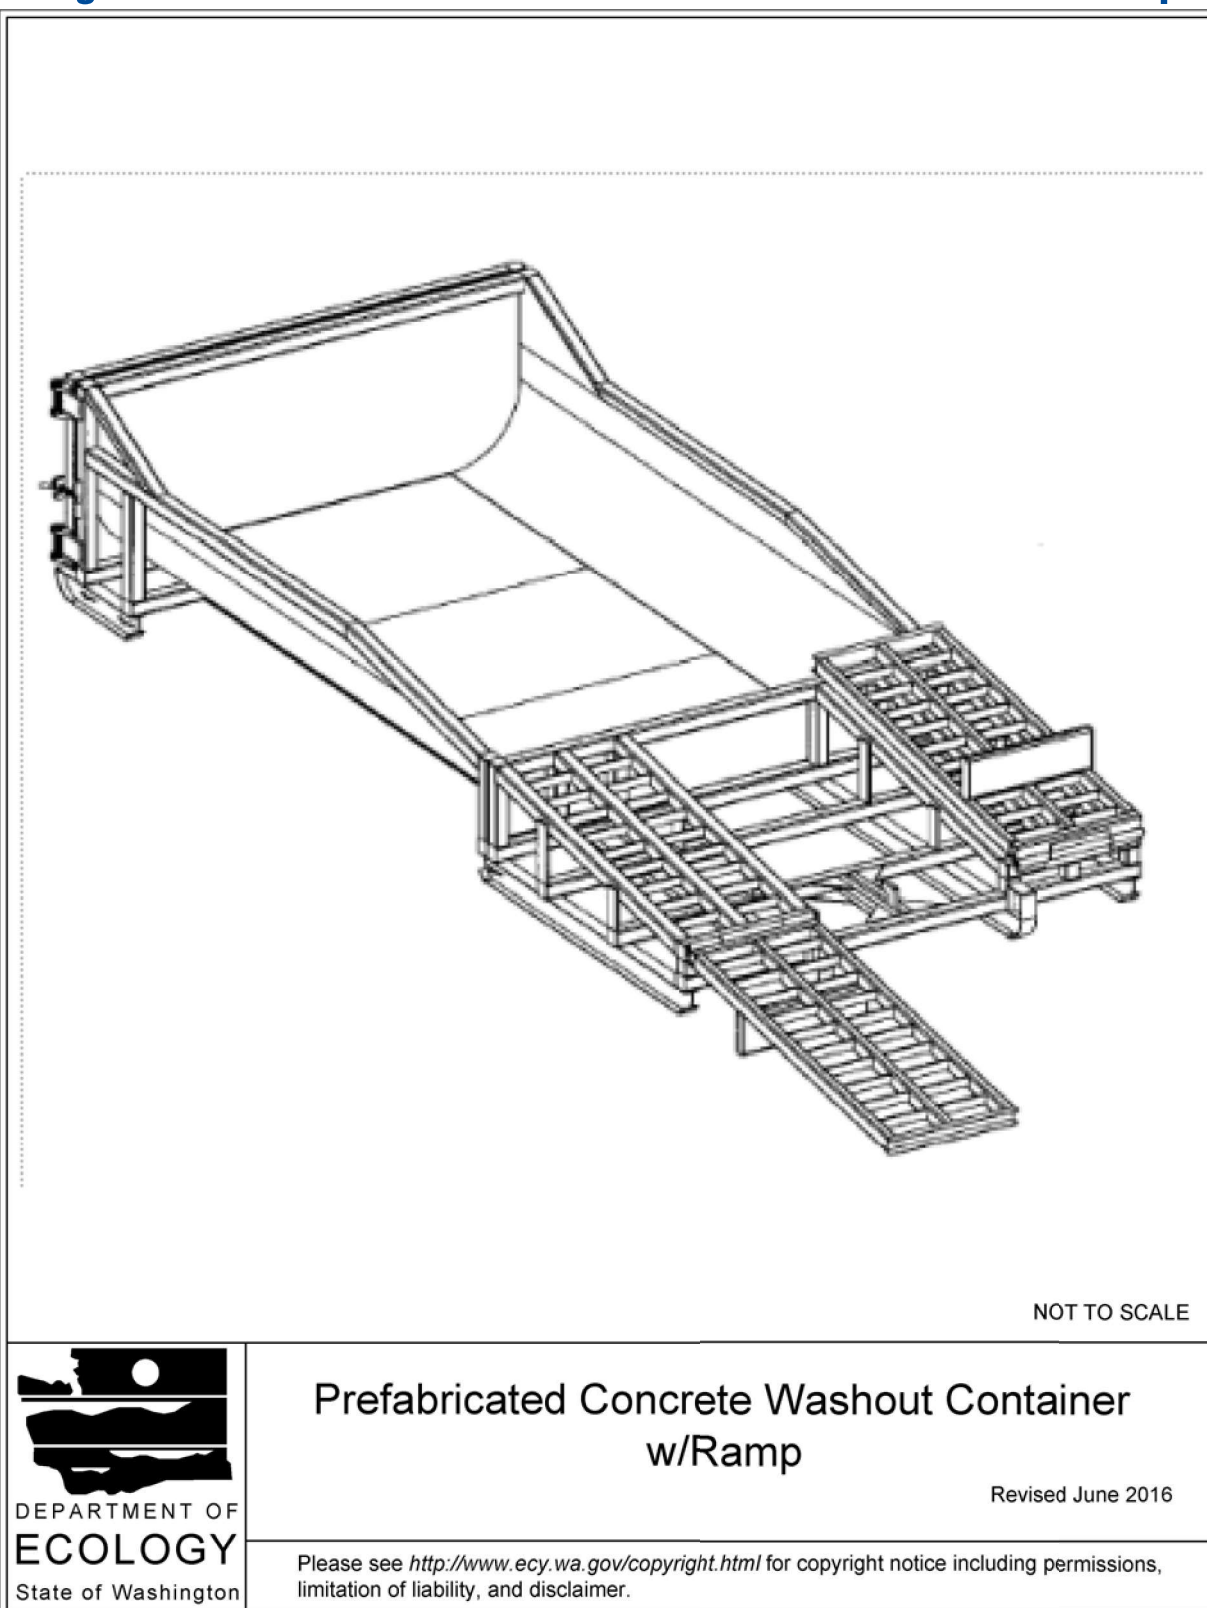 NOT TO SCALE
Prefabricated Concrete Washout Container
w/Ramp
Revised June 2016
DEPARTMENT OF
ECOLOGY
State of Washington
Please see http://www.ecy.wa.gov/copyright.html for copyright notice including permissions,
limitation of liability, and disclaimer.